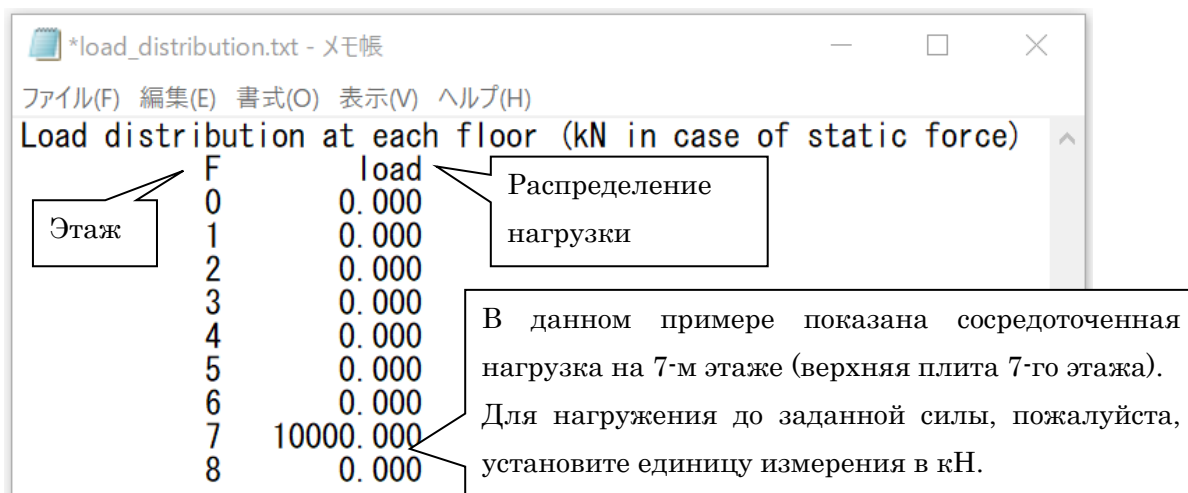 *load_distribution.txt - メモ帳
ファイル(F) 編集(E) 書式(O) 表示(V) ヘルプ(H)
Load distribution at each floor (kN in case of static force)
F load
0 0.000
1 0.000
2 0.000
3 0.000
4 0.000
5 0.000
6 0.000
7 10000.000
8 0.000
Этаж
Распределение
нагрузки
В данном примере показана сосредоточенная
нагрузка на 7-м этаже (верхняя плита 7-го этажа).
Для нагружения до заданной силы, пожалуйста,
установите единицу измерения в кН.